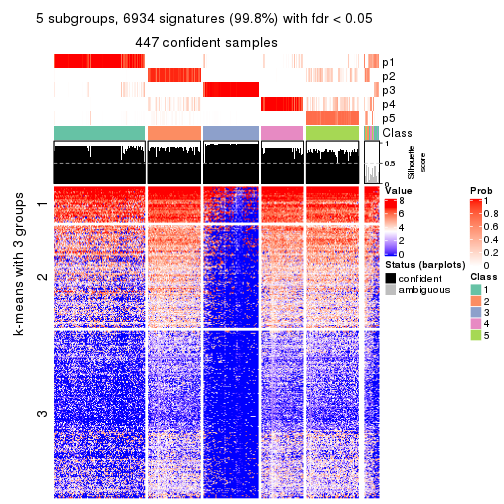 5 subgroups, 6934 signatures (99.8%) with fdr < 0.05
447 confident samples
p1
p2
p3
p4
p5
Class
1
0.5
0
Silhouette
score
k-means with 3 groups
1
2
3
Value
8
6
4
2
0
Status (barplots)
confident
ambiguous
Prob
1
0.8
0.6
0.4
0.2
0
Class
1
2
3
4
5